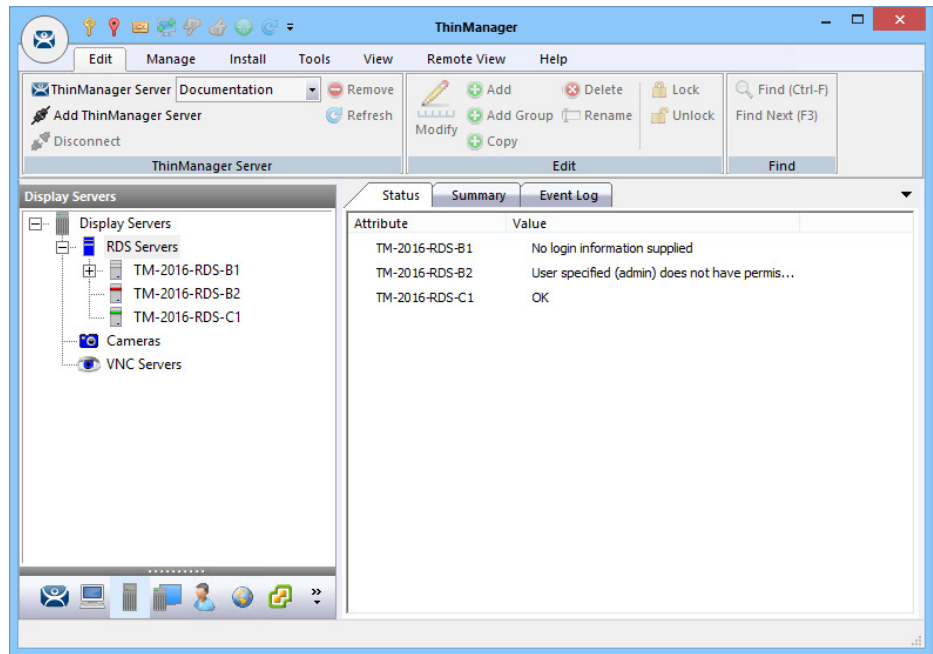 ThinManager
Edit Manage Install Tools View Remote View Help
ThinManager Server Documentation Remove Add Delete Lock Find (Ctrl-F)
Add ThinManager Server Refresh Modify Add Group Rename Unlock Find Next (F3)
Disconnect Copy
ThinManager Server Edit Find
Display Servers Status Summary Event Log
Display Servers
RDS Servers
TM-2016-RDS-B1
TM-2016-RDS-B2
TM-2016-RDS-C1
Cameras
VNC Servers
Attribute Value
TM-2016-RDS-B1 No login information supplied
TM-2016-RDS-B2 User specified (admin) does not have permis...
TM-2016-RDS-C1 OK